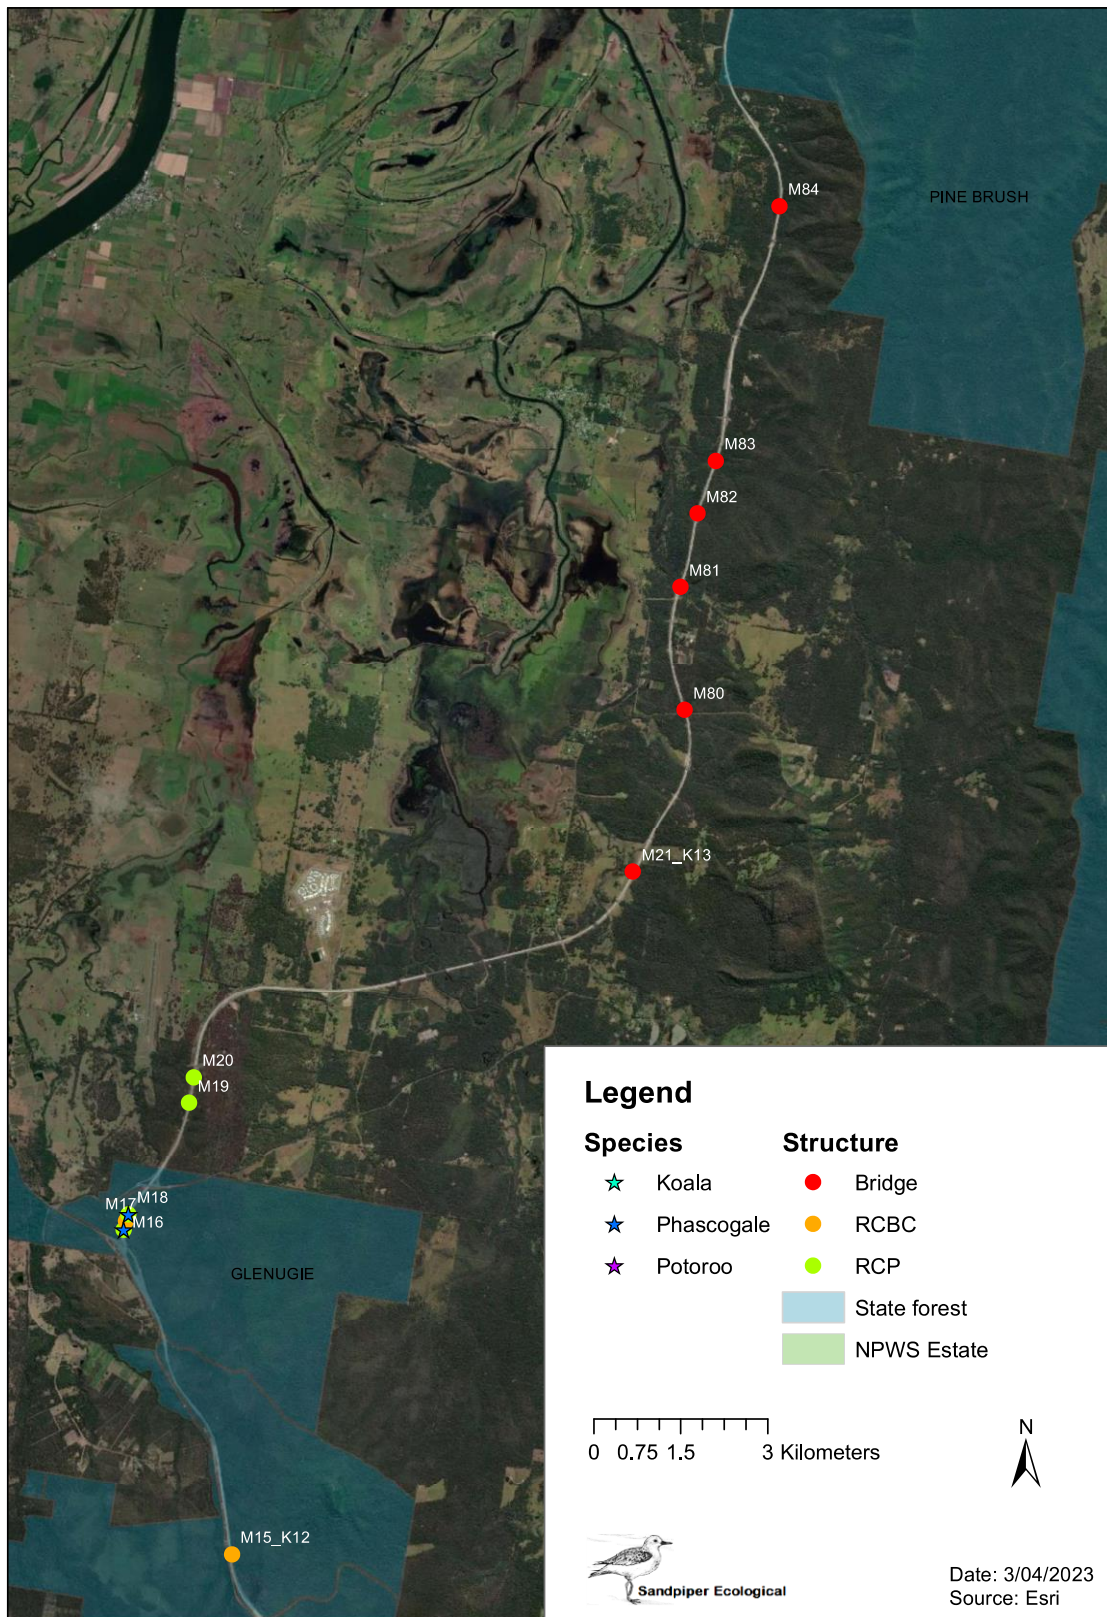 M84
PINE BRUSH
M83
M82
M81
M80
M21_K13
M20
M19
M18
M17
M16
GLENUGIE
M15_K12
Legend
Species
Structure
Koala
Bridge
Phascogale
RCBC
Potoroo
RCP
State forest
NPWS Estate
0 0.75 1.5 3 Kilometers
N
Sandpiper Ecological
Date: 3/04/2023
Source: Esri